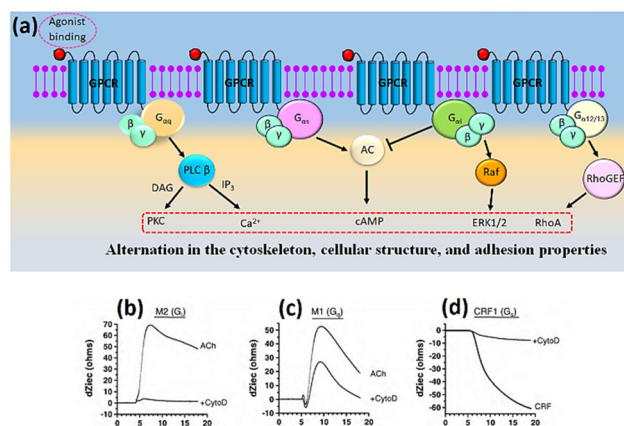 (a)
Agonist
binding
GPCR GPCR GPCR GPCR
Gαq
β γ
Gαs
β γ
Gαi
β γ
Gα12/13
β γ
AC
PLC β
Raf
RhoGEF
DAG IP3
PKC Ca2+ cAMP ERK1/2 RhoA
Alternation in the cytoskeleton, cellular structure, and adhesion properties
(b) M2 (Gi)
dZiec (ohms)
70
60
50
40
30
20
10
0
-10
ACh
+CytoD
0 5 10 15 20
(c) M1 (Gq)
dZiec (ohms)
50
40
30
20
10
0
ACh
+CytoD
0 5 10 15 20
(d) CRF1 (Gs)
dZiec (ohms)
0
-10
-20
-30
-40
-50
-60
+CytoD
CRF
0 5 10 15 20